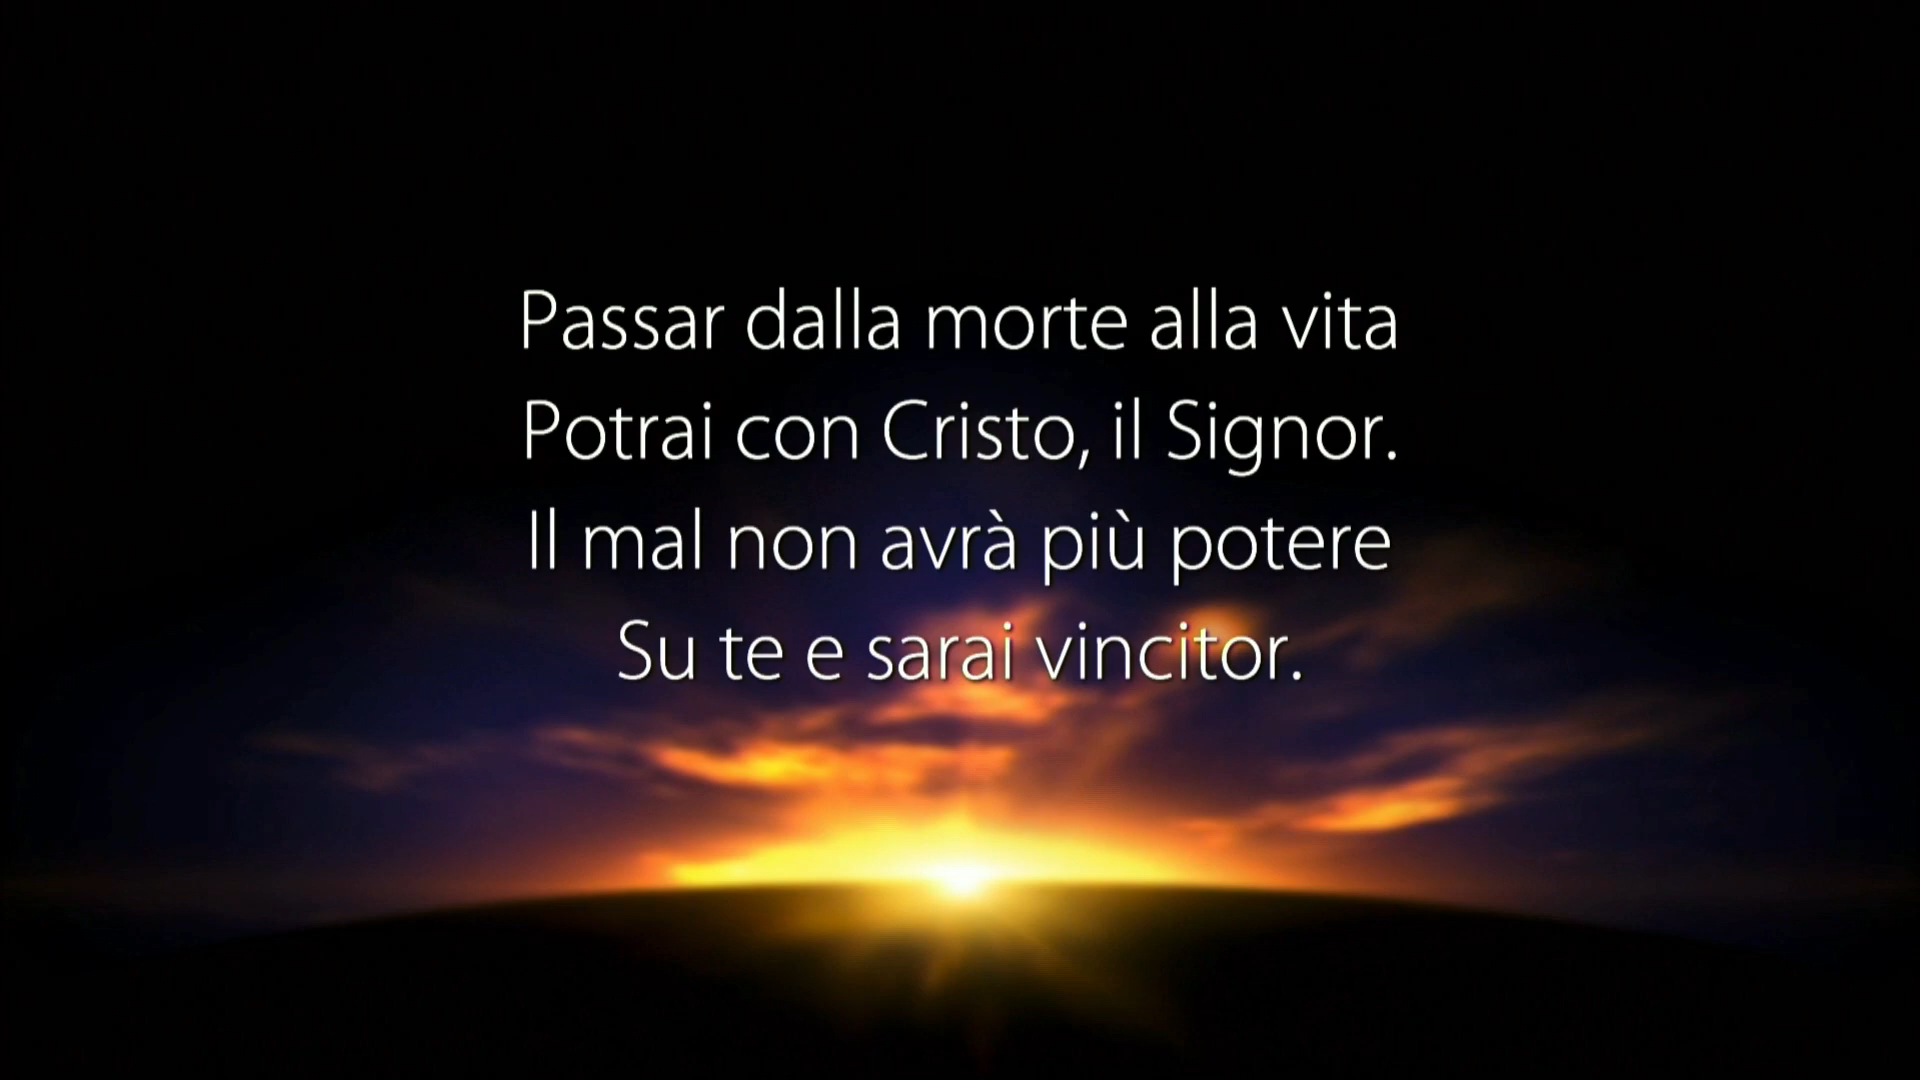 Passar dalla morte alla vita
Potrai con Cristo, il Signor.
Il mal non avrà più potere
Su te e sarai vincitor.